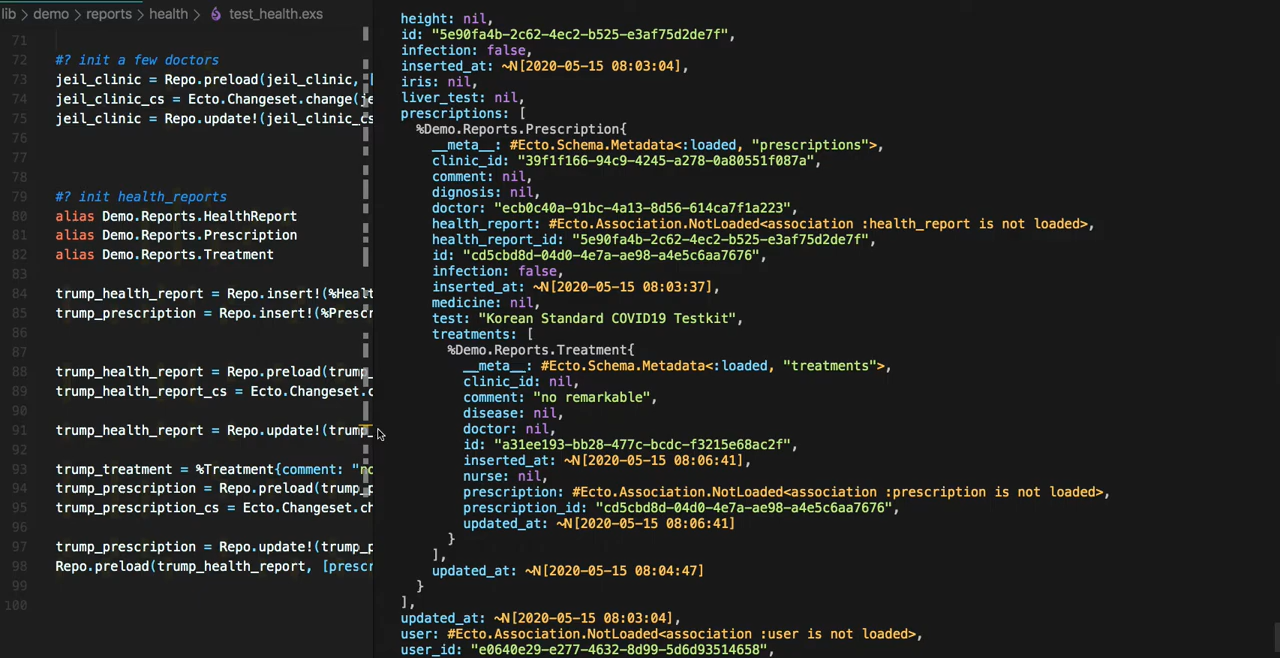 lib > demo > reports > health > test_health.exs
71
72 #? init a few doctors
73 jeil_clinic = Repo.preload(jeil_clinic, [
74 jeil_clinic_cs = Ecto.Changeset.change(je
75 jeil_clinic = Repo.update!(jeil_clinic_cs
76
77
78
79 #? init health_reports
80 alias Demo.Reports.HealthReport
81 alias Demo.Reports.Prescription
82 alias Demo.Reports.Treatment
83
84 trump_health_report = Repo.insert!(%Healt
85 trump_prescription = Repo.insert!(%Prescr
86
87
88 trump_health_report = Repo.preload(trump_
89 trump_health_report_cs = Ecto.Changeset.c
90
91 trump_health_report = Repo.update!(trump_
92
93 trump_treatment = %Treatment{comment: "no
94 trump_prescription = Repo.preload(trump_p
95 trump_prescription_cs = Ecto.Changeset.ch
96
97 trump_prescription = Repo.update!(trump_p
98 Repo.preload(trump_health_report, [prescr
99
100
height: nil,
id: "5e90fa4b-2c62-4ec2-b525-e3af75d2de7f",
infection: false,
inserted_at: ~N[2020-05-15 08:03:04],
iris: nil,
liver_test: nil,
prescriptions: [
%Demo.Reports.Prescription{
__meta__: #Ecto.Schema.Metadata<:loaded, "prescriptions">,
clinic_id: "39f1f166-94c9-4245-a278-0a80551f087a",
comment: nil,
dignosis: nil,
doctor: "ecb0c40a-91bc-4a13-8d56-614ca7f1a223",
health_report: #Ecto.Association.NotLoaded<association :health_report is not loaded>,
health_report_id: "5e90fa4b-2c62-4ec2-b525-e3af75d2de7f",
id: "cd5cbd8d-04d0-4e7a-ae98-a4e5c6aa7676",
infection: false,
inserted_at: ~N[2020-05-15 08:03:37],
medicine: nil,
test: "Korean Standard COVID19 Testkit",
treatments: [
%Demo.Reports.Treatment{
__meta__: #Ecto.Schema.Metadata<:loaded, "treatments">,
clinic_id: nil,
comment: "no remarkable",
disease: nil,
doctor: nil,
id: "a31ee193-bb28-477c-bcdc-f3215e68ac2f",
inserted_at: ~N[2020-05-15 08:06:41],
nurse: nil,
prescription: #Ecto.Association.NotLoaded<association :prescription is not loaded>,
prescription_id: "cd5cbd8d-04d0-4e7a-ae98-a4e5c6aa7676",
updated_at: ~N[2020-05-15 08:06:41]
}
],
updated_at: ~N[2020-05-15 08:04:47]
}
],
updated_at: ~N[2020-05-15 08:03:04],
user: #Ecto.Association.NotLoaded<association :user is not loaded>,
user_id: "e0640e29-e277-4632-8d99-5d6d93514658",